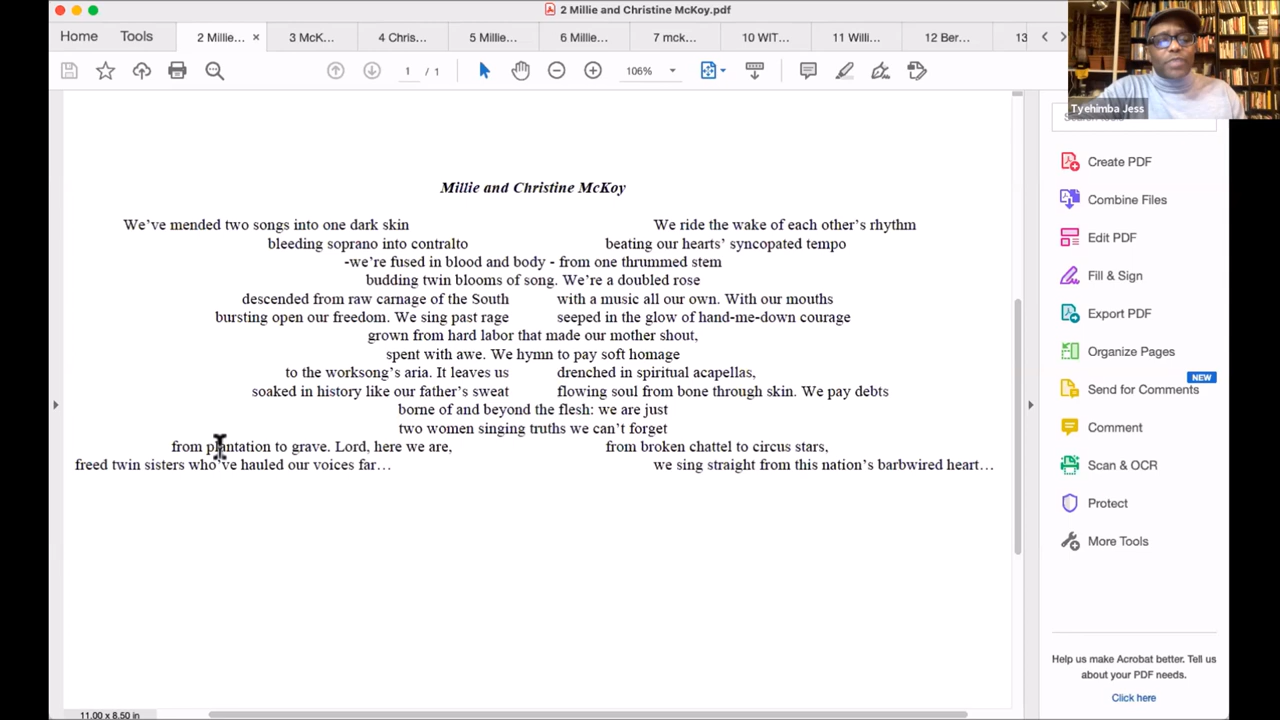 2 Millie and Christine McKoy.pdf
Home Tools 2 Millie... × 3 McK... 4 Chris... 5 Millie... 6 Millie... 7 mck... 10 WIT... 11 Willi... 12 Ber... 13
1 / 1 106%
Tyehimba Jess
Millie and Christine McKoy
We've mended two songs into one dark skin We ride the wake of each other's rhythm
bleeding soprano into contralto beating our hearts' syncopated tempo
-we're fused in blood and body - from one thrummed stem
budding twin blooms of song. We're a doubled rose
descended from raw carnage of the South with a music all our own. With our mouths
bursting open our freedom. We sing past rage seeped in the glow of hand-me-down courage
grown from hard labor that made our mother shout,
spent with awe. We hymn to pay soft homage
to the worksong's aria. It leaves us drenched in spiritual acapellas,
soaked in history like our father's sweat flowing soul from bone through skin. We pay debts
borne of and beyond the flesh: we are just
two women singing truths we can't forget
from plantation to grave. Lord, here we are, from broken chattel to circus stars,
freed twin sisters who've hauled our voices far... we sing straight from this nation's barbwired heart...
11.00 x 8.50 in
Create PDF
Combine Files
Edit PDF
Fill & Sign
Export PDF
Organize Pages
NEW
Send for Comments
Comment
Scan & OCR
Protect
More Tools
Help us make Acrobat better. Tell us
about your PDF needs.
Click here